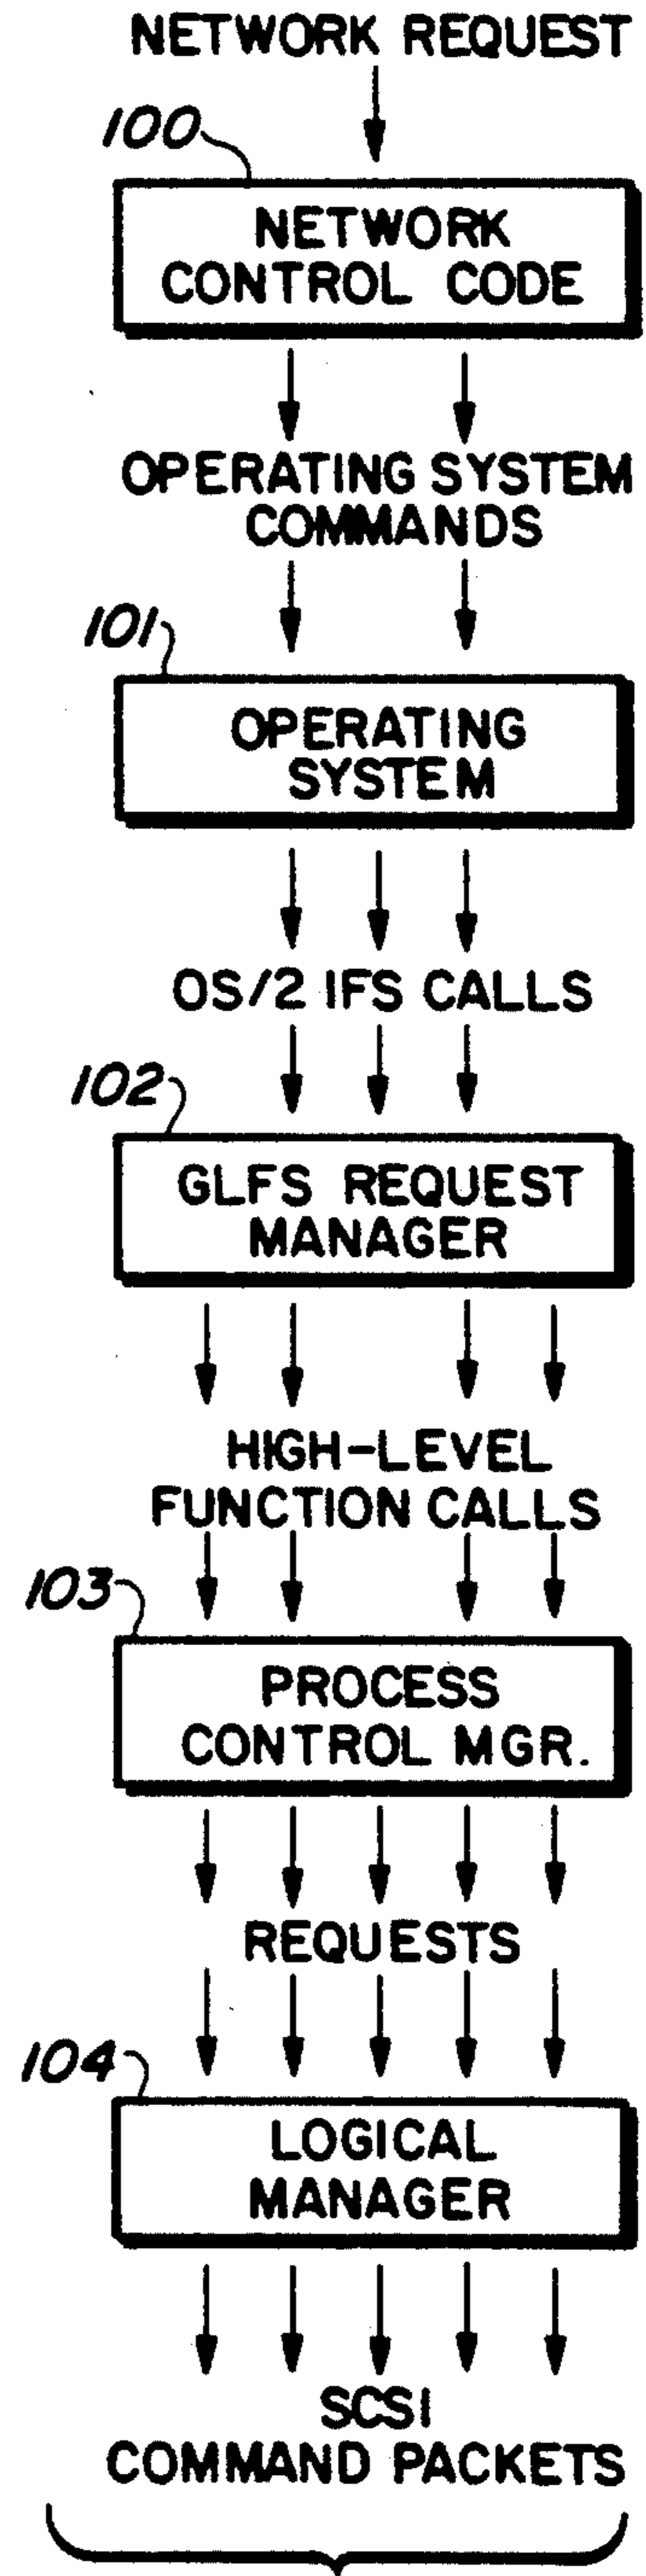 NETWORK REQUEST
100
NETWORK
CONTROL CODE
OPERATING SYSTEM
COMMANDS
101
OPERATING
SYSTEM
OS/2 IFS CALLS
102
GLFS REQUEST
MANAGER
HIGH-LEVEL
FUNCTION CALLS
103
PROCESS
CONTROL MGR.
REQUESTS
104
LOGICAL
MANAGER
SCSI
COMMAND PACKETS